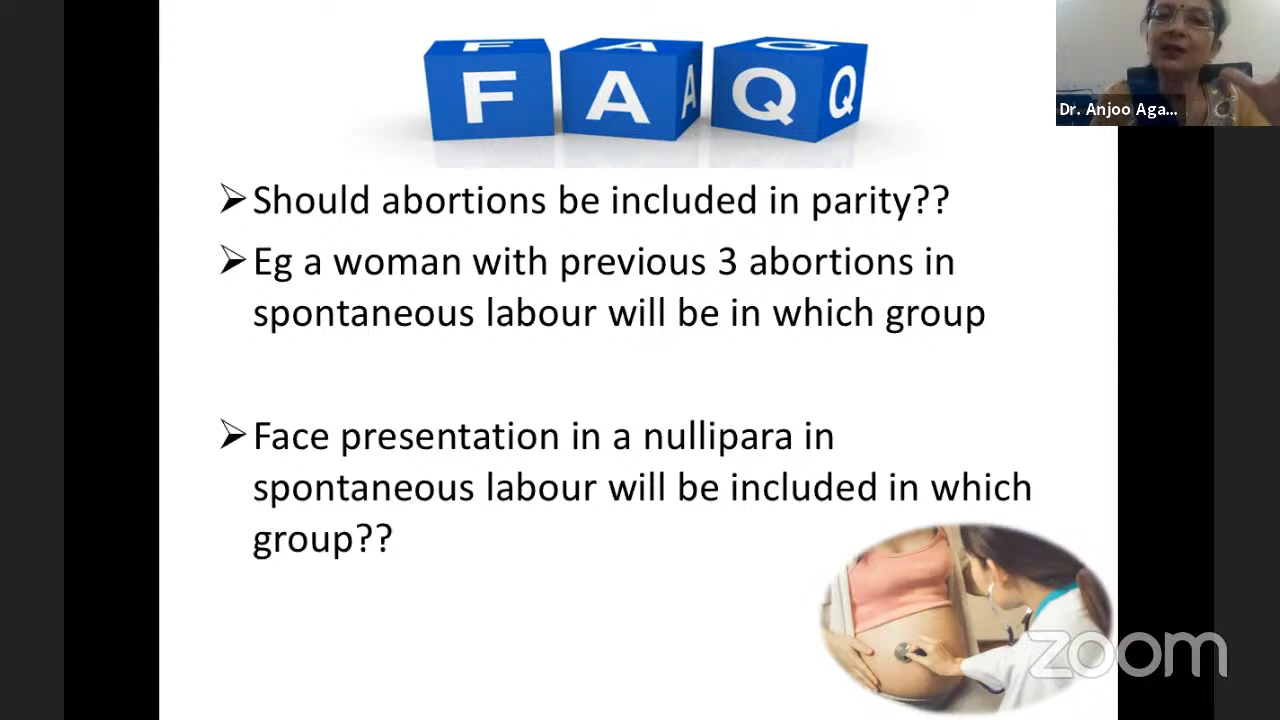 F A Q
F A A Q Q
Dr. Anjoo Aga...
➢Should abortions be included in parity??
➢Eg a woman with previous 3 abortions in
spontaneous labour will be in which group
➢Face presentation in a nullipara in
spontaneous labour will be included in which
group??
zoom